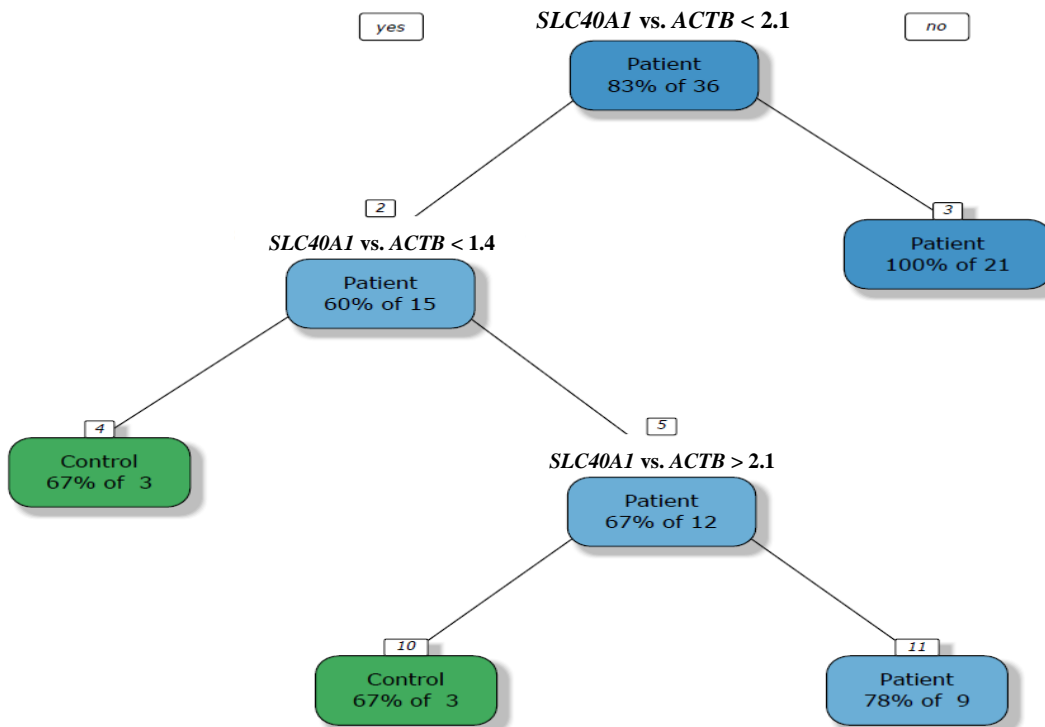 yes
SLC40A1 vs. ACTB < 2.1
no
Patient
83% of 36
2
SLC40A1 vs. ACTB < 1.4
Patient
60% of 15
3
Patient
100% of 21
4
Control
67% of 3
5
SLC40A1 vs. ACTB > 2.1
Patient
67% of 12
10
Control
67% of 3
11
Patient
78% of 9